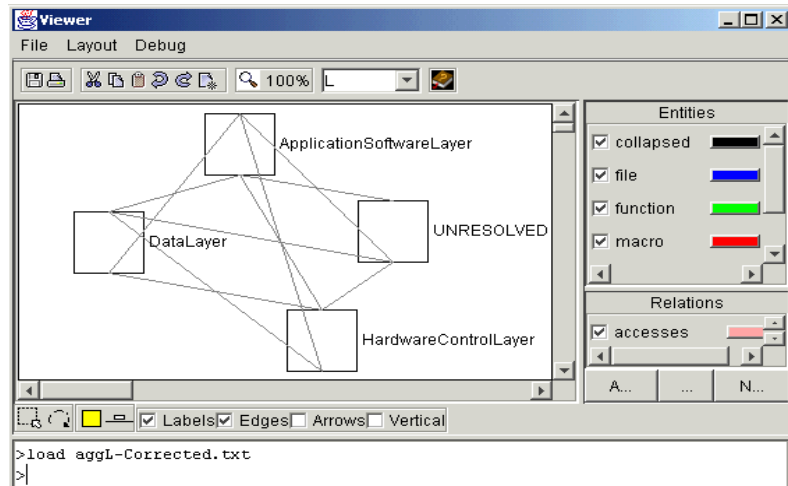 Viewer
File Layout Debug
100% L
Entities
collapsed
file
function
macro
Relations
accesses
A... ... N...
ApplicationSoftwareLayer
DataLayer
UNRESOLVED
HardwareControlLayer
Labels Edges Arrows Vertical
>load aggL-Corrected.txt
>